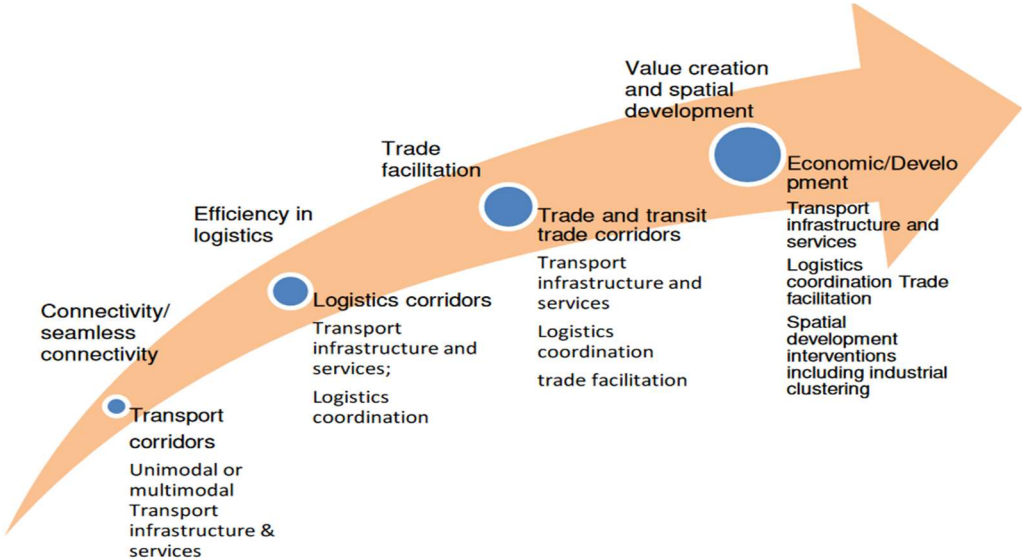 Connectivity/
seamless
connectivity
Transport
corridors
Unimodal or
multimodal
Transport
infrastructure &
services
Efficiency in
logistics
Logistics corridors
Transport
infrastructure and
services;
Logistics
coordination
Trade
facilitation
Trade and transit
trade corridors
Transport
infrastructure and
services
Logistics
coordination
trade facilitation
Value creation
and spatial
development
Economic/Develo
pment
Transport
infrastructure and
services
Logistics
coordination Trade
facilitation
Spatial
development
interventions
including industrial
clustering